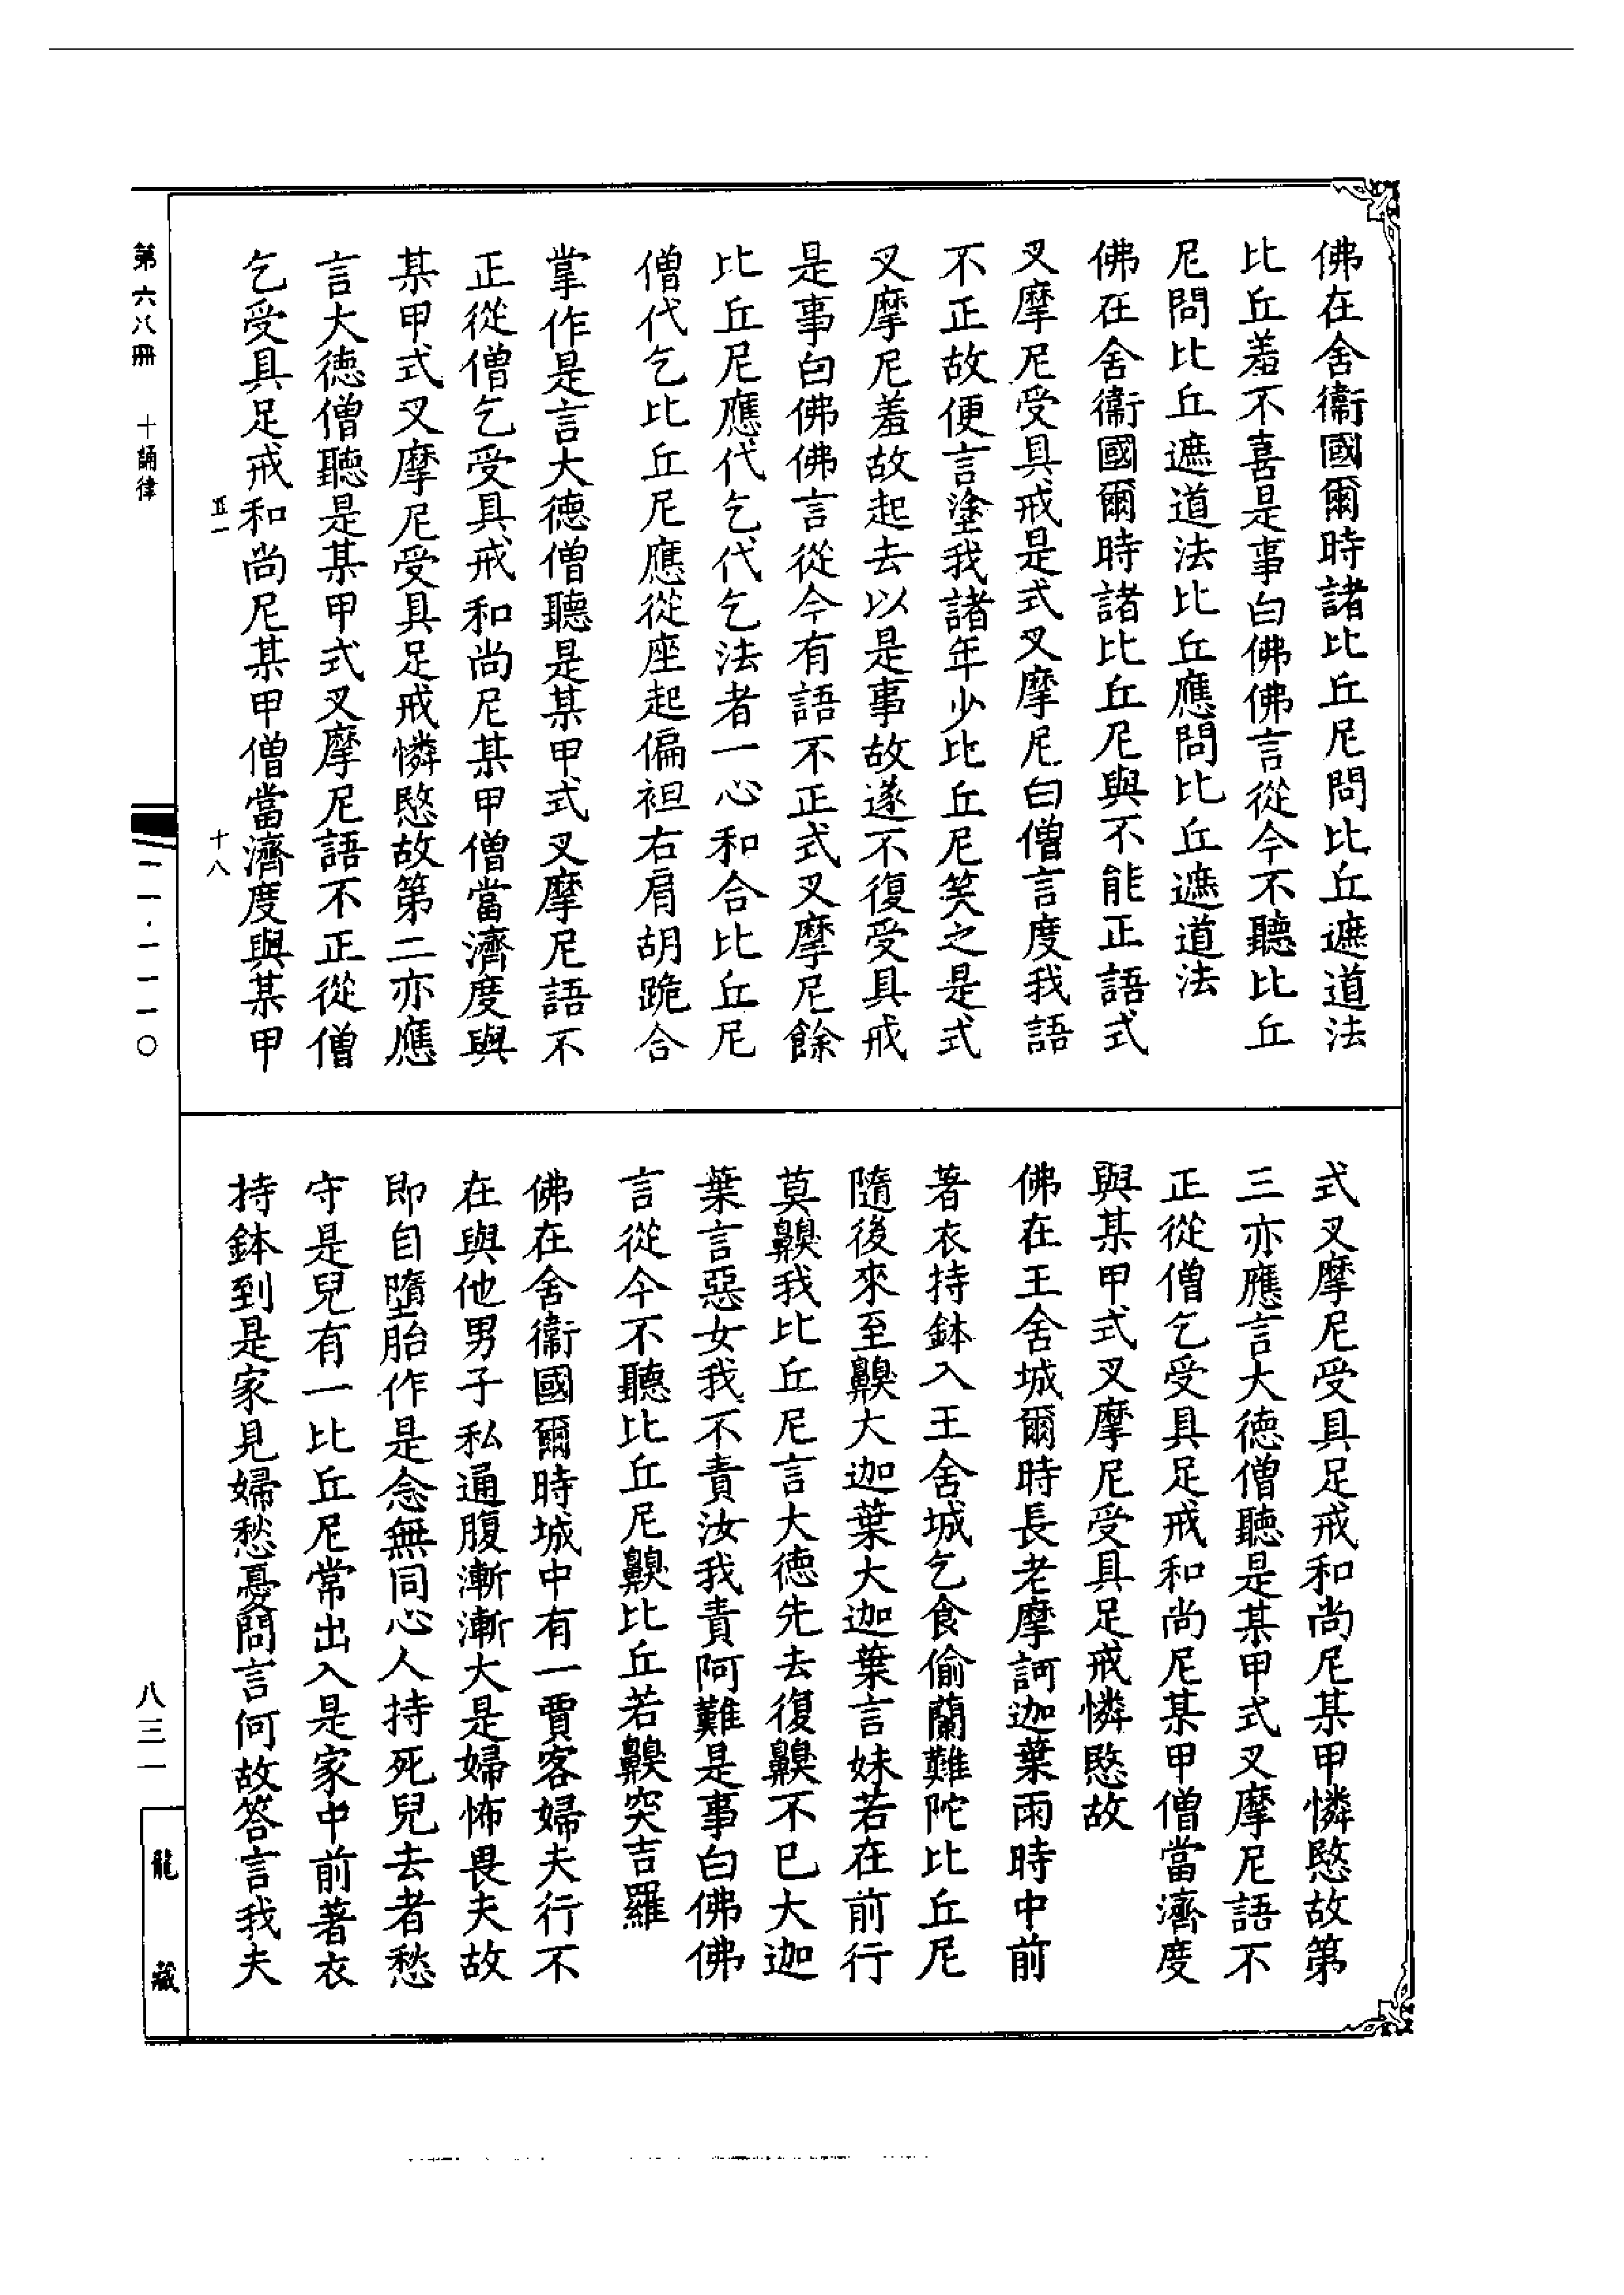 佛在舍衞國爾時諸比丘尼問比丘遮道法
比丘羞不喜是事白佛佛言從今不聽比丘
尼問比丘遮道法比丘應問比丘遮道法
佛在舍衞國爾時諸比丘尼與不能正語式
叉摩尼受具戒是式叉摩尼白僧言度我語
不正故便言塗我諸年少比丘尼笑之是式
叉摩尼羞故起去以是事故遂不復受具戒
是事白佛佛言從今有語不正式叉摩尼餘
比丘尼應代乞代乞法者一心和合比丘尼
僧代乞比丘尼應從座起偏袒右肩胡跪合
掌作是言大德僧聽是某甲式叉摩尼語不
正從僧乞受具戒和尚尼某甲僧當濟度與
某甲式叉摩尼受具足戒憐愍故第二亦應
言大德僧聽是某甲式叉摩尼語不正從僧
乞受具足戒和尚尼某甲僧當濟度與某甲
式叉摩尼受具足戒和尚尼某甲憐愍故第
三亦應言大德僧聽是某甲式叉摩尼語不
正從僧乞受具足戒和尚尼某甲僧當濟度
與某甲式叉摩尼受具足戒憐愍故
佛在王舍城爾時長老摩訶迦葉雨時中前
著衣持鉢入王舍城乞食偷蘭難陀比丘尼
隨後來至齅大迦葉大迦葉言妹若在前行
莫齅我比丘尼言大德先去復齅不已大迦
葉言惡女我不責汝我責阿難是事白佛佛
言從今不聽比丘尼齅比丘若齅突吉羅
佛在舍衞國爾時城中有一賈客婦夫行不
在與他男子私通腹漸漸大是婦怖畏夫故
即自墮胎作是念無同心人持死兒去者愁
守是兒有一比丘尼常出入是家中前著衣
持鉢到是家見婦愁憂問言何故答言我夫
五一
十八
第六八冊 十誦律
一一·一一一〇
八三一
龍藏